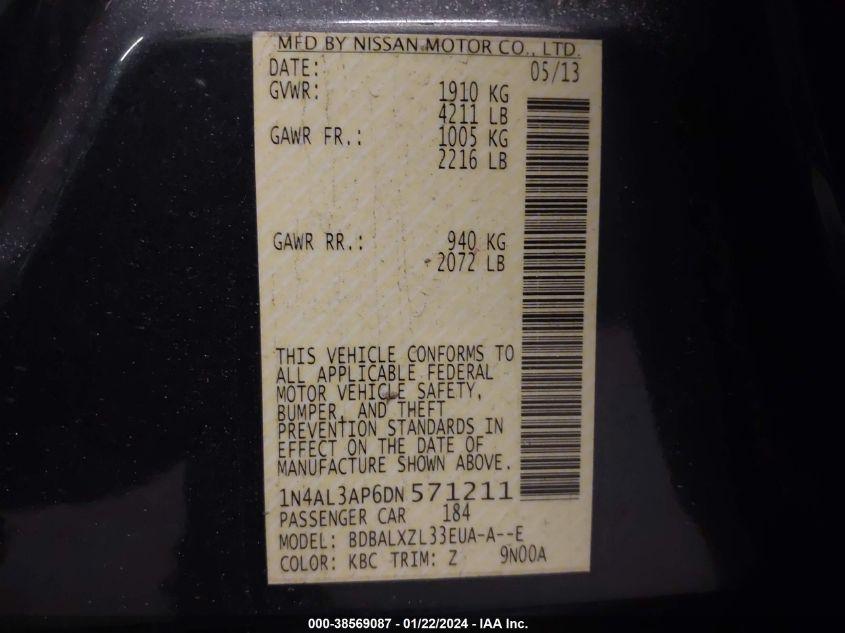 MFD BY NISSAN MOTOR CO., LTD.
DATE: 05/13
GVWR: 1910 KG
4211 LB
GAWR FR.: 1005 KG
2216 LB
GAWR RR.: 940 KG
2072 LB
THIS VEHICLE CONFORMS TO
ALL APPLICABLE FEDERAL
MOTOR VEHICLE SAFETY,
BUMPER, AND THEFT
PREVENTION STANDARDS IN
EFFECT ON THE DATE OF
MANUFACTURE SHOWN ABOVE.
1N4AL3AP6DN571211
PASSENGER CAR 184
MODEL: BDBALXZL33EUA-A--E
COLOR: KBC TRIM: Z 9N00A
000-38569087 - 01/22/2024 - IAA Inc.